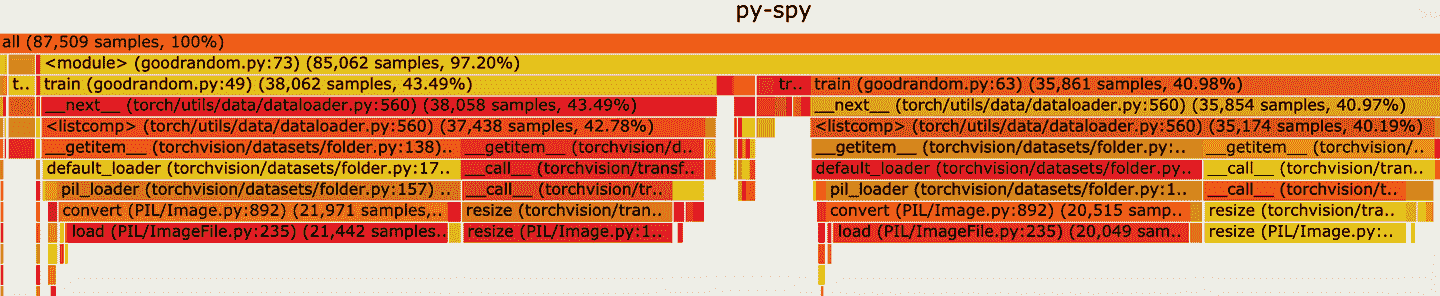 py-spy
all (87,509 samples, 100%)
<module> (goodrandom.py:73) (85,062 samples, 97.20%)
t.. train (goodrandom.py:49) (38,062 samples, 43.49%) tr.. train (goodrandom.py:63) (35,861 samples, 40.98%)
__next__ (torch/utils/data/dataloader.py:560) (38,058 samples, 43.49%) __next__ (torch/utils/data/dataloader.py:560) (35,854 samples, 40.97%)
<listcomp> (torch/utils/data/dataloader.py:560) (37,438 samples, 42.78%) <listcomp> (torch/utils/data/dataloader.py:560) (35,174 samples, 40.19%)
__getitem__ (torchvision/datasets/folder.py:138).. __getitem__ (torchvision/d.. __getitem__ (torchvision/datasets/folder.py:.. __getitem__ (torchvision/..
default_loader (torchvision/datasets/folder.py:17.. __call__ (torchvision/transf.. default_loader (torchvision/datasets/folder.py.. __call__ (torchvision/tran..
pil_loader (torchvision/datasets/folder.py:157) .. __call__ (torchvision/tr.. pil_loader (torchvision/datasets/folder.py:1.. __call__ (torchvision/t..
convert (PIL/Image.py:892) (21,971 samples,.. resize (torchvision/tran.. convert (PIL/Image.py:892) (20,515 samp.. resize (torchvision/tra..
load (PIL/ImageFile.py:235) (21,442 samples.. resize (PIL/Image.py:1.. load (PIL/ImageFile.py:235) (20,049 sam.. resize (PIL/Image.py:..